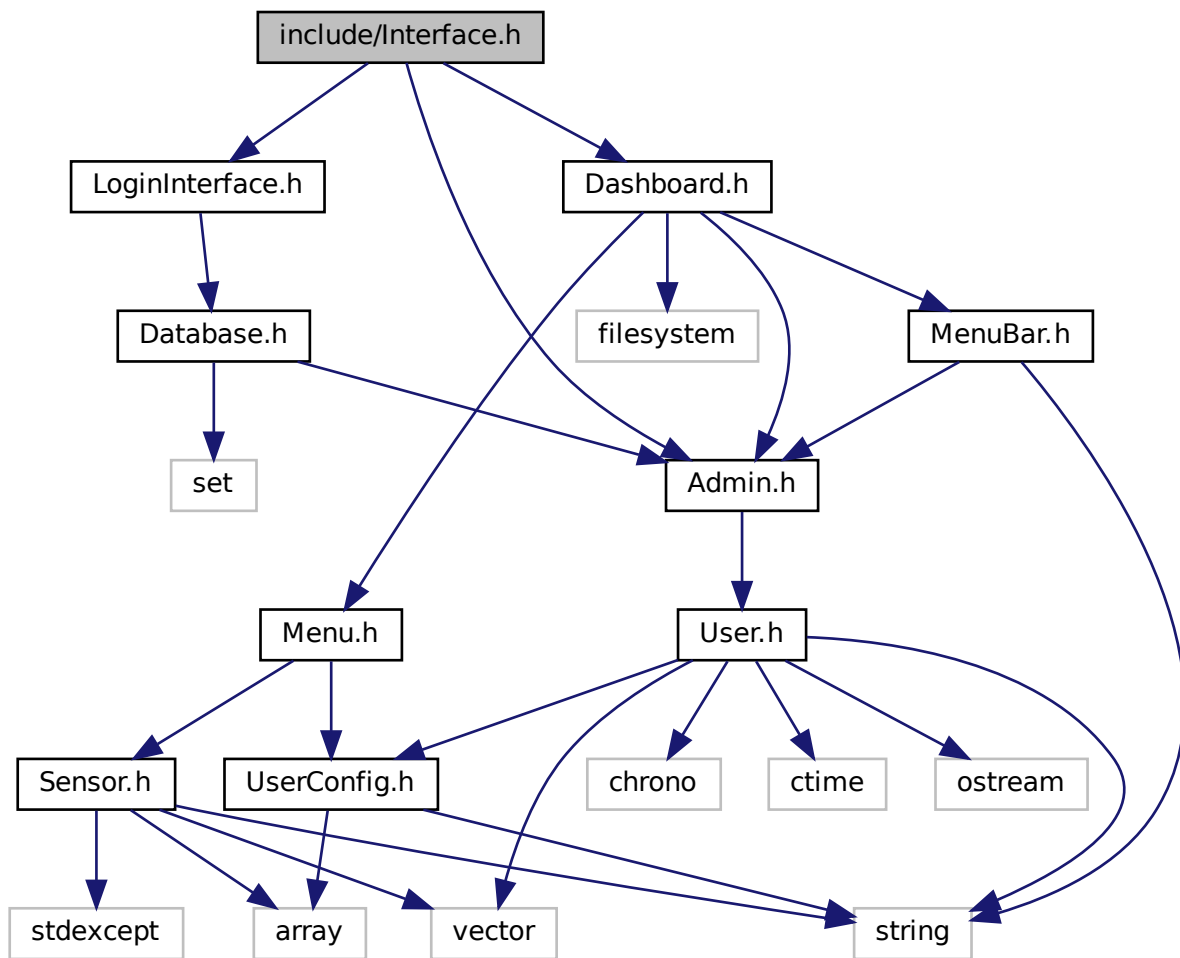 include/Interface.h
LoginInterface.h
Dashboard.h
Database.h
filesystem
MenuBar.h
set
Admin.h
Menu.h
User.h
Sensor.h
UserConfig.h
chrono
ctime
ostream
stdexcept
array
vector
string